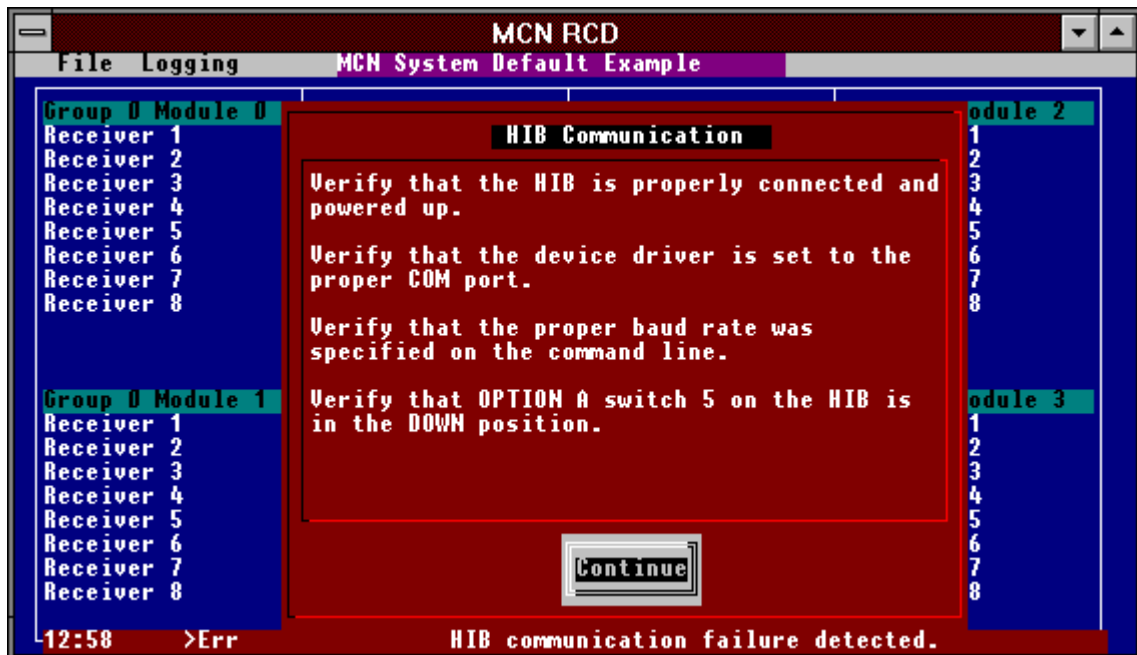 MCN RCD
File Logging MCN System Default Example
Group 0 Module 0
Receiver 1
Receiver 2
Receiver 3
Receiver 4
Receiver 5
Receiver 6
Receiver 7
Receiver 8
Group 0 Module 1
Receiver 1
Receiver 2
Receiver 3
Receiver 4
Receiver 5
Receiver 6
Receiver 7
Receiver 8
HIB Communication
Verify that the HIB is properly connected and
powered up.
Verify that the device driver is set to the
proper COM port.
Verify that the proper baud rate was
specified on the command line.
Verify that OPTION A switch 5 on the HIB is
in the DOWN position.
Continue
odule 2
1
2
3
4
5
6
7
8
odule 3
1
2
3
4
5
6
7
8
12:58 >Err HIB communication failure detected.